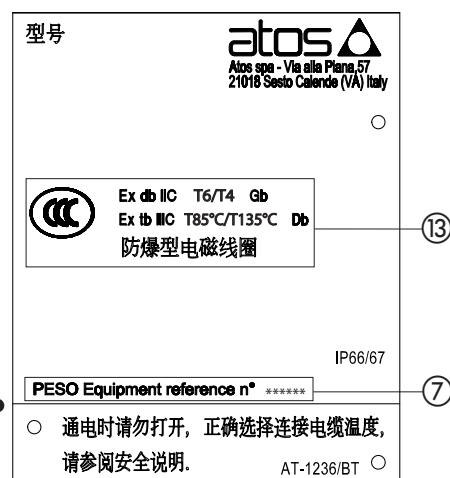 型号
atos
Atos spa - Via alla Piana,57
21018 Sesto Calende (VA) Italy
CCC
Ex db IIC T6/T4 Gb
Ex tb IIIC T85°C/T135°C Db
防爆型电磁线圈
⑬
IP66/67
PESO Equipment reference n° ******
⑦
通电时请勿打开，正确选择连接电缆温度，
请参阅安全说明.
AT-1236/BT